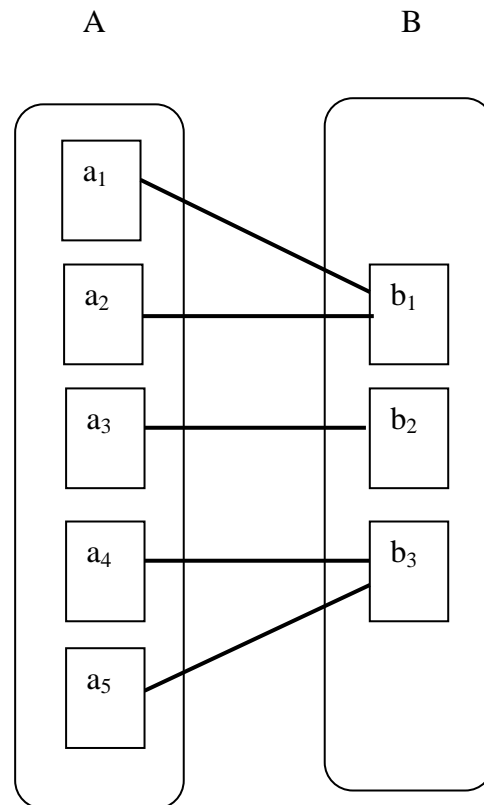 A B
a₁
a₂ b₁
a₃ b₂
a₄ b₃
a₅